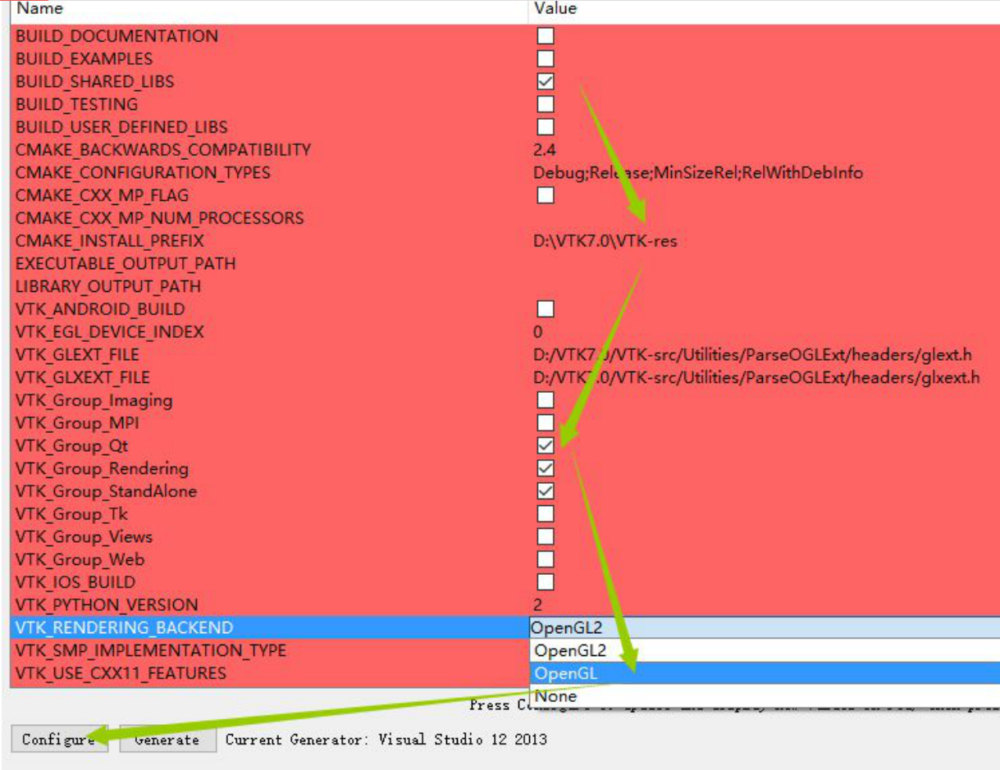 Name Value
BUILD_DOCUMENTATION
BUILD_EXAMPLES
BUILD_SHARED_LIBS
BUILD_TESTING
BUILD_USER_DEFINED_LIBS
CMAKE_BACKWARDS_COMPATIBILITY 2.4
CMAKE_CONFIGURATION_TYPES Debug;Release;MinSizeRel;RelWithDebInfo
CMAKE_CXX_MP_FLAG
CMAKE_CXX_MP_NUM_PROCESSORS
CMAKE_INSTALL_PREFIX D:\VTK7.0\VTK-res
EXECUTABLE_OUTPUT_PATH
LIBRARY_OUTPUT_PATH
VTK_ANDROID_BUILD
VTK_EGL_DEVICE_INDEX 0
VTK_GLEXT_FILE D:/VTK7.0/VTK-src/Utilities/ParseOGLExt/headers/glext.h
VTK_GLXEXT_FILE D:/VTK7.0/VTK-src/Utilities/ParseOGLExt/headers/glxext.h
VTK_Group_Imaging
VTK_Group_MPI
VTK_Group_Qt
VTK_Group_Rendering
VTK_Group_StandAlone
VTK_Group_Tk
VTK_Group_Views
VTK_Group_Web
VTK_IOS_BUILD
VTK_PYTHON_VERSION 2
VTK_RENDERING_BACKEND OpenGL2
VTK_SMP_IMPLEMENTATION_TYPE OpenGL2
VTK_USE_CXX11_FEATURES OpenGL
None
Press
Configure Generate Current Generator: Visual Studio 12 2013